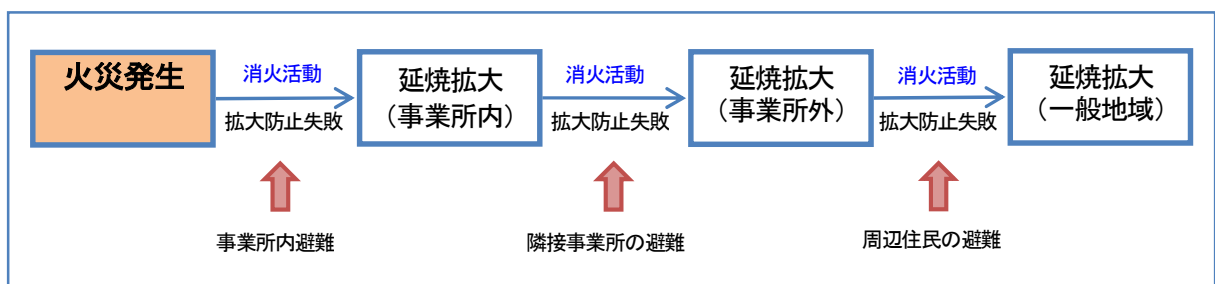 火災発生
消火活動
拡大防止失敗
延焼拡大
（事業所内）
消火活動
拡大防止失敗
延焼拡大
（事業所外）
消火活動
拡大防止失敗
延焼拡大
（一般地域）
事業所内避難
隣接事業所の避難
周辺住民の避難